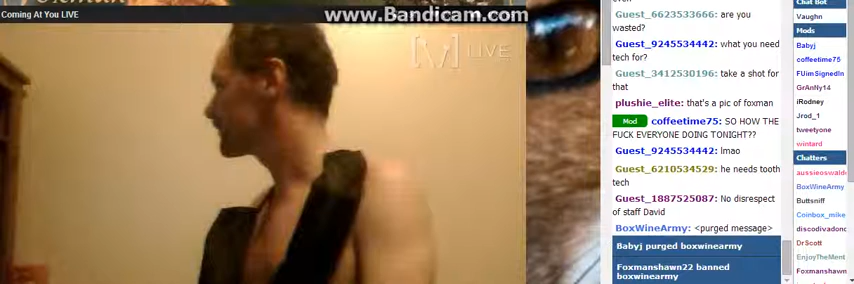 Coming At You LIVE
www.Bandicam.com
LIVE
Guest_6623533666: are you
wasted?
Guest_9245534442: what you need
tech for?
Guest_3412530196: take a shot for
that
plushie_elite: that's a pic of foxman
Mod coffeetime75: SO HOW THE
FUCK EVERYONE DOING TONIGHT??
Guest_9245534442: lmao
Guest_6210534529: he needs tooth
tech
Guest_1887525087: No disrespect
of staff David
BoxWineArmy: <purged message>
Babyj purged boxwinearmy
Foxmanshawn22 banned
boxwinearmy
Chat Bot
Vaughn
Mods
Babyj
coffeetime75
FUimSignedIn
GrAnNy14
iRodney
Jrod_1
tweetyone
wintard
Chatters
aussieoswald
BoxWineArmy
Buttsniff
Coinbox_mike
discodivadon
DrScott
EnjoyTheMent
Foxmanshawn